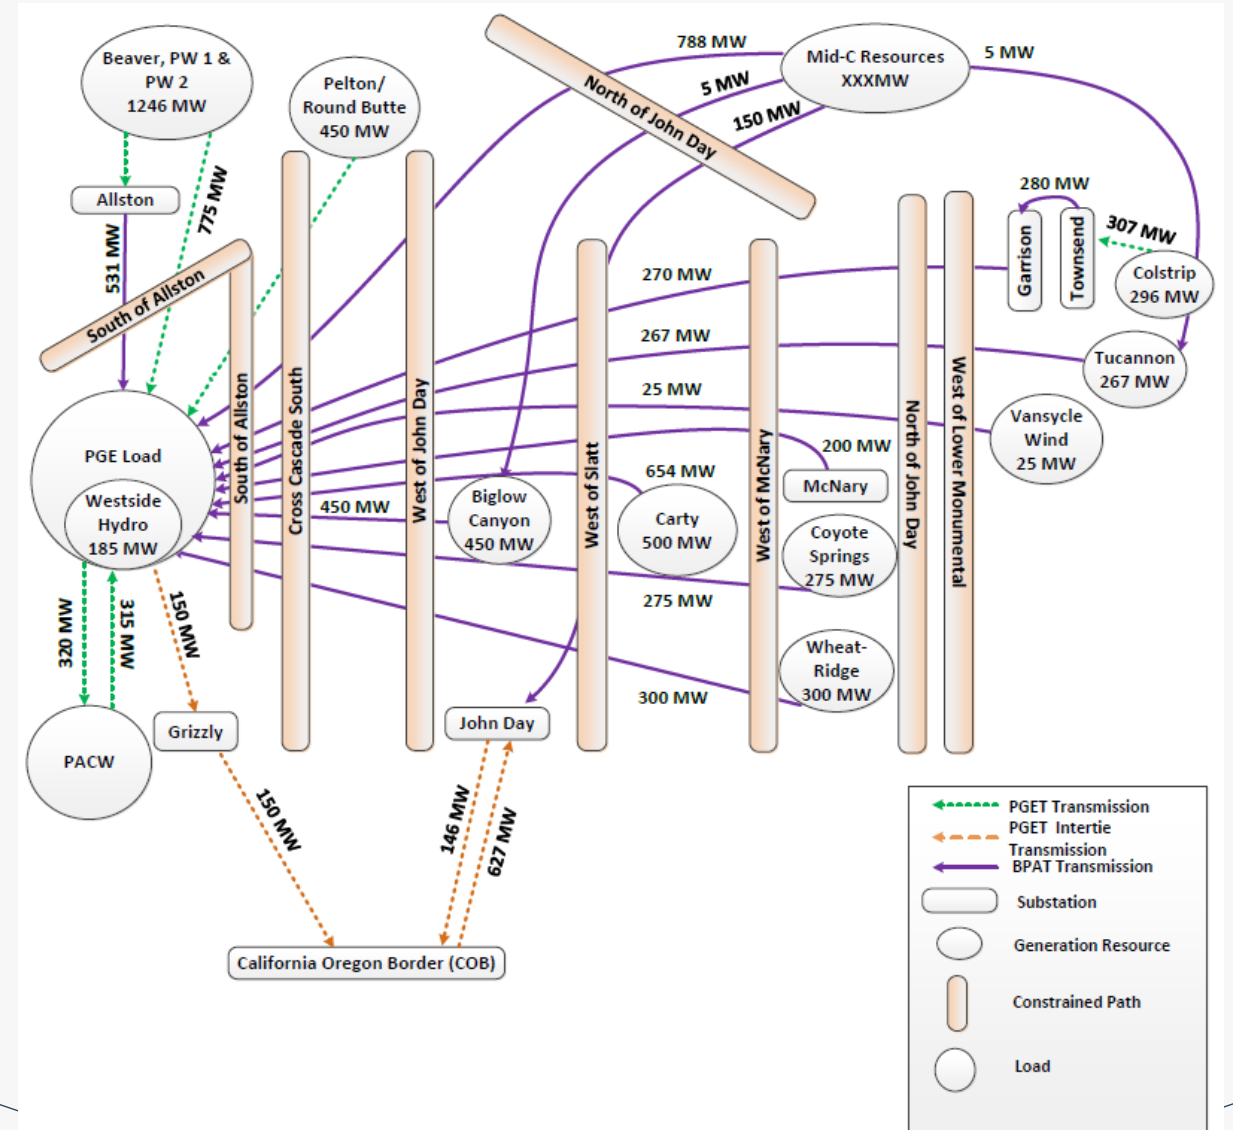 Beaver, PW 1 &
PW 2
1246 MW
Pelton/
Round Butte
450 MW
788 MW
Mid-C Resources
XXXMW
5 MW
5 MW
150 MW
North of John Day
Allston
775 MW
531 MW
South of Allston
280 MW
307 MW
Garrison
Townsend
Colstrip
296 MW
270 MW
267 MW
Tucannon
267 MW
25 MW
Vansycle
Wind
25 MW
South of Allston
Cross Cascade South
West of John Day
West of Slatt
West of McNary
North of John Day
West of Lower Monumental
PGE Load
Westside
Hydro
185 MW
200 MW
McNary
654 MW
Carty
500 MW
450 MW
Biglow
Canyon
450 MW
Coyote
Springs
275 MW
275 MW
Wheat-
Ridge
300 MW
300 MW
320 MW
315 MW
150 MW
PACW
Grizzly
John Day
150 MW
146 MW
627 MW
California Oregon Border (COB)
PGET Transmission
PGET Intertie
Transmission
BPAT Transmission
Substation
Generation Resource
Constrained Path
Load